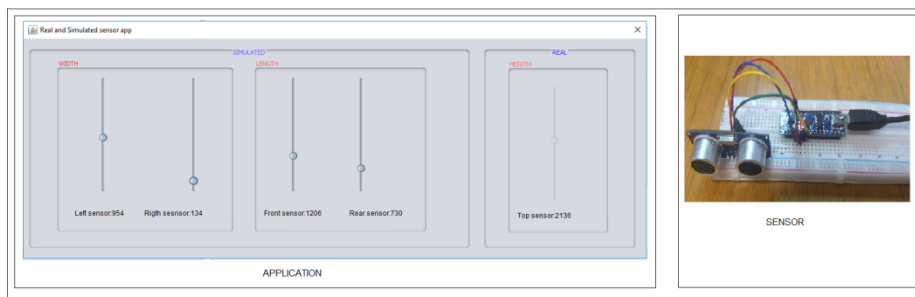 Real and Simulated sensor app
SIMULATED
REAL
WIDTH
LENGTH
HEIGTH
Left sensor:954
Rigth sesnsor:134
Front sensor:1206
Rear sensor:730
Top sensor:2136
SENSOR
APPLICATION